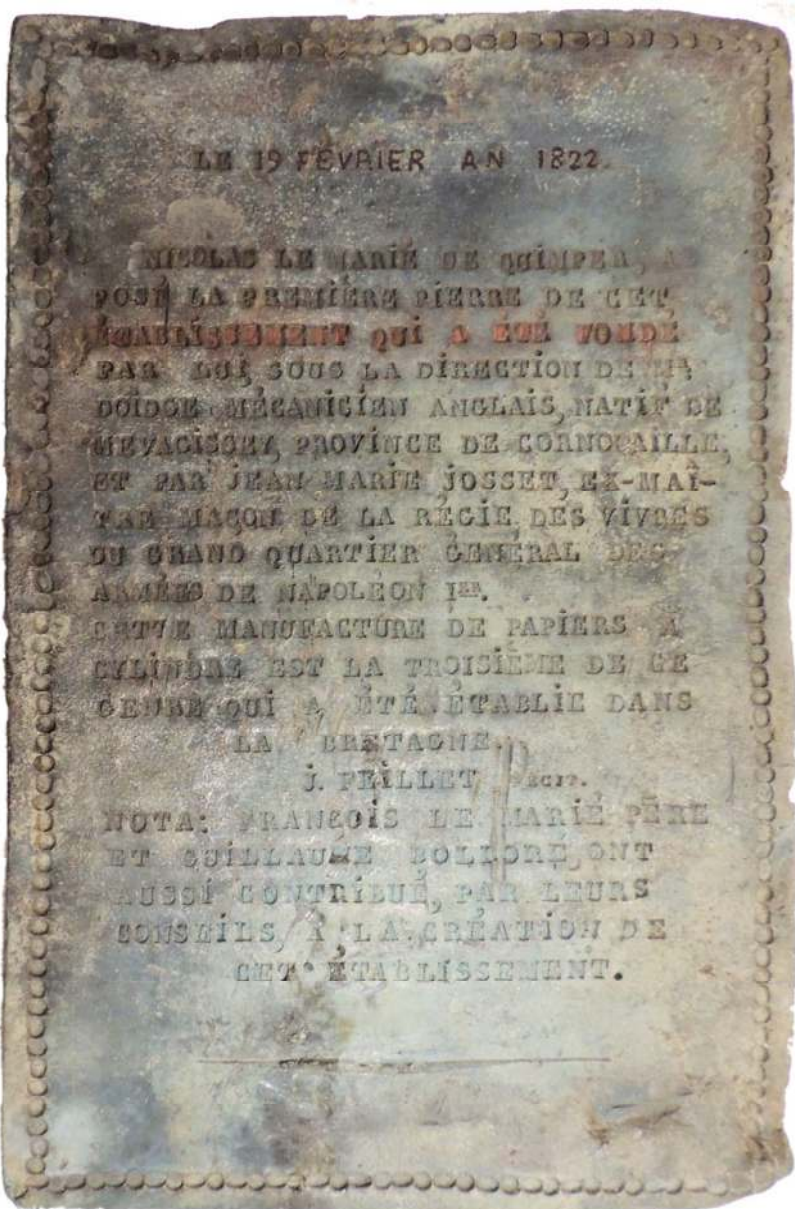 LE 19 FÉVRIER AN 1822.
NICOLAS LE MARIÉ DE QUIMPER, A
POSÉ LA PREMIÈRE PIERRE DE CET
ÉTABLISSEMENT QUI A ÉTÉ FONDÉ
PAR LUI, SOUS LA DIRECTION DE Mr
DOIDGE MÉCANICIEN ANGLAIS, NATIF DE
MEVAGISSEY, PROVINCE DE CORNOUAILLE,
ET PAR JEAN MARIE JOSSET, EX-MAÎ-
TRE MAÇON DE LA RÉGIE DES VIVRES
DU GRAND QUARTIER GÉNÉRAL DES
ARMÉES DE NAPOLÉON Ier.
CETTE MANUFACTURE DE PAPIERS A
CYLINDRE EST LA TROISIÈME DE CE
GENRE QUI A ÉTÉ ÉTABLIE DANS
LA BRETAGNE.
J. FEILLET FÉCIT.
NOTA: FRANÇOIS LE MARIÉ PÈRE
ET GUILLAUME BOLLORÉ, ONT
AUSSI CONTRIBUÉ, PAR LEURS
CONSEILS, À LA CRÉATION DE
CET ÉTABLISSEMENT.